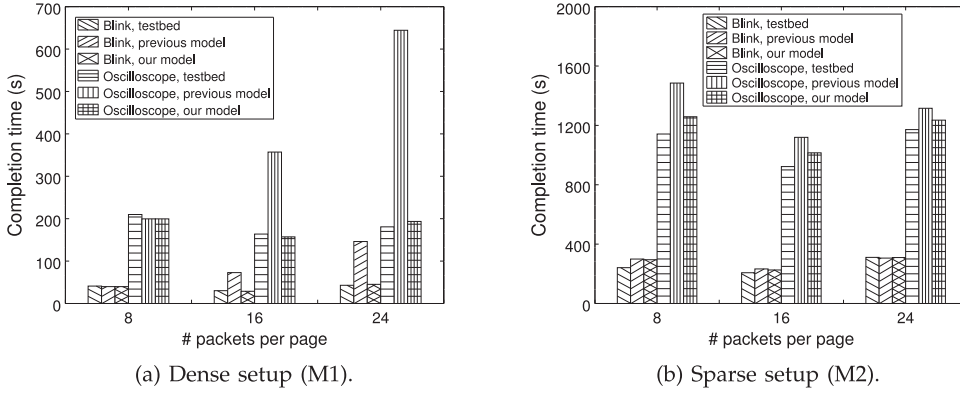 700
600
500
400
300
200
100
0
Completion time (s)
Blink, testbed
Blink, previous model
Blink, our model
Oscilloscope, testbed
Oscilloscope, previous model
Oscilloscope, our model
8 16 24
# packets per page
(a) Dense setup (M1).
2000
1600
1200
800
400
0
Completion time (s)
Blink, testbed
Blink, previous model
Blink, our model
Oscilloscope, testbed
Oscilloscope, previous model
Oscilloscope, our model
8 16 24
# packets per page
(b) Sparse setup (M2).